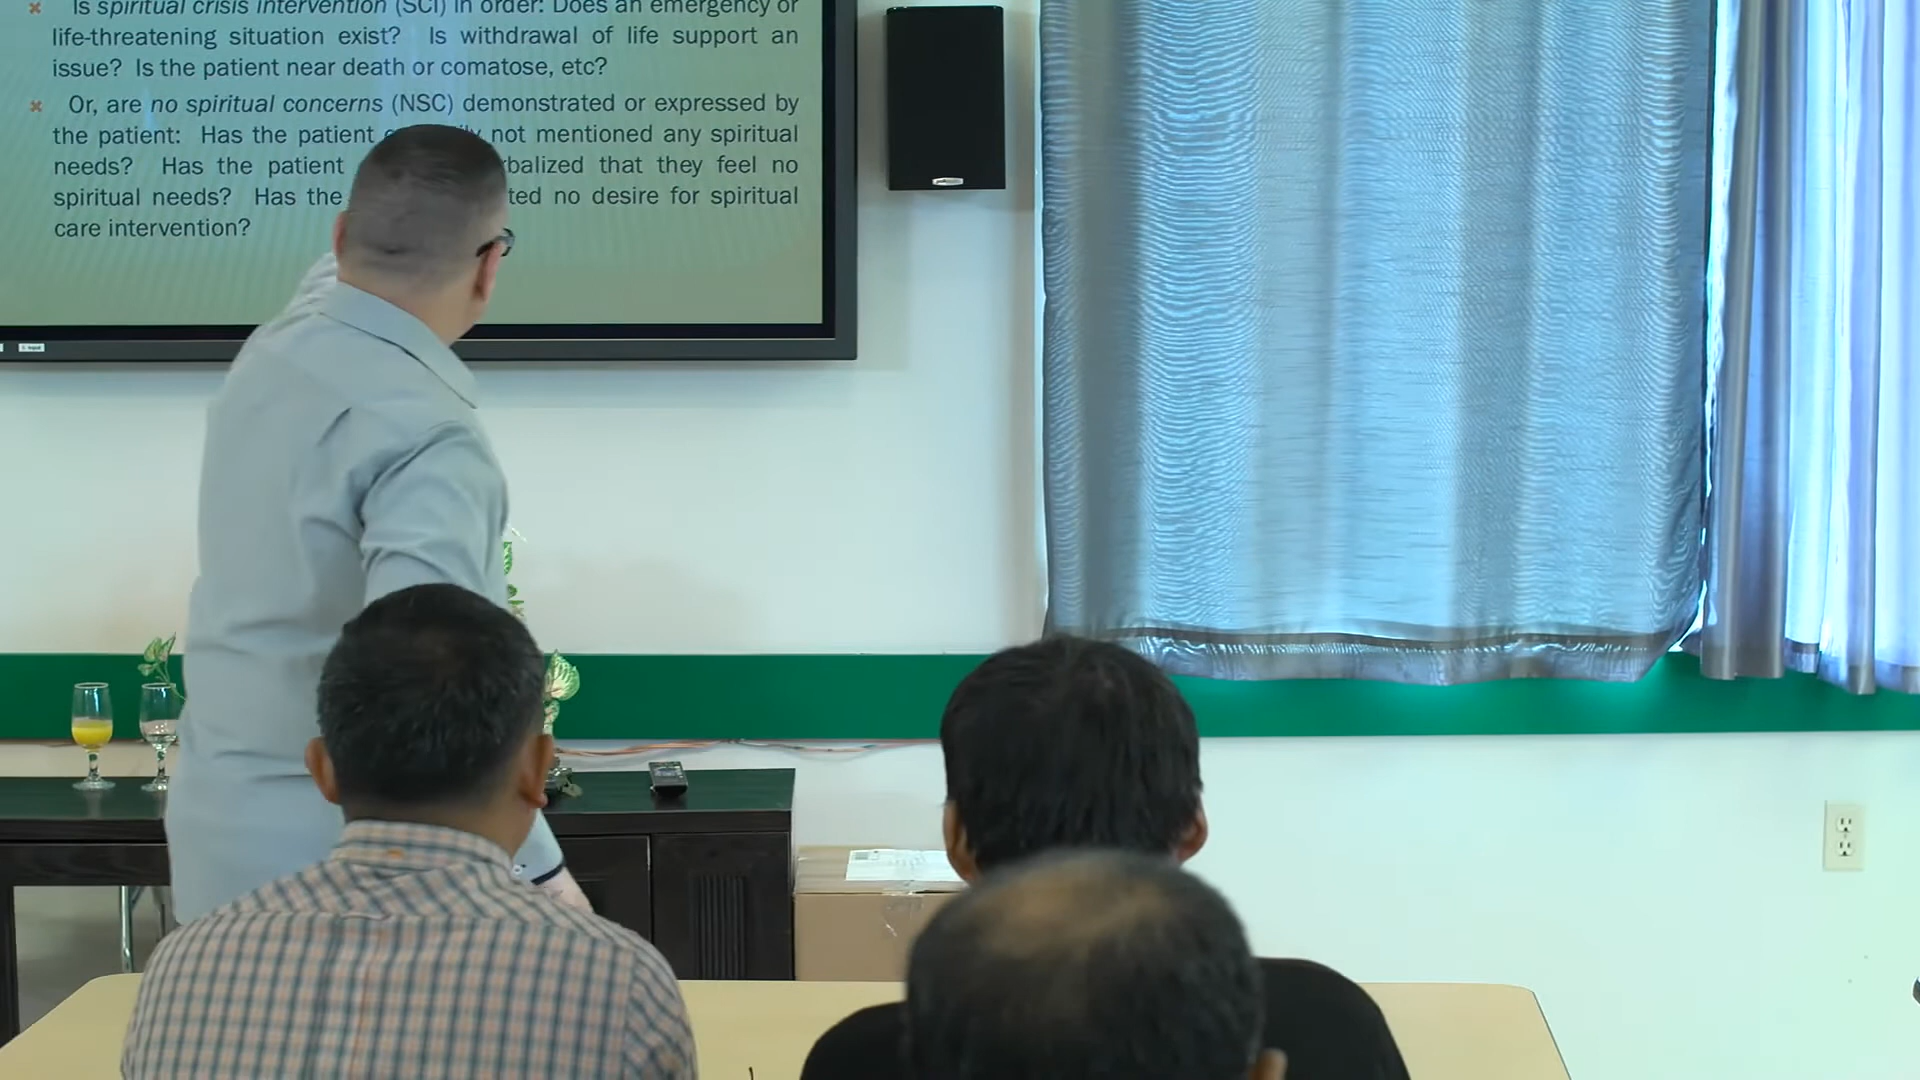 Is spiritual crisis intervention (SCI) in order: Does an emergency or
life-threatening situation exist? Is withdrawal of life support an
issue? Is the patient near death or comatose, etc?
Or, are no spiritual concerns (NSC) demonstrated or expressed by
the patient: Has the patient not mentioned any spiritual
needs? Has the patient rbalized that they feel no
spiritual needs? Has the ted no desire for spiritual
care intervention?